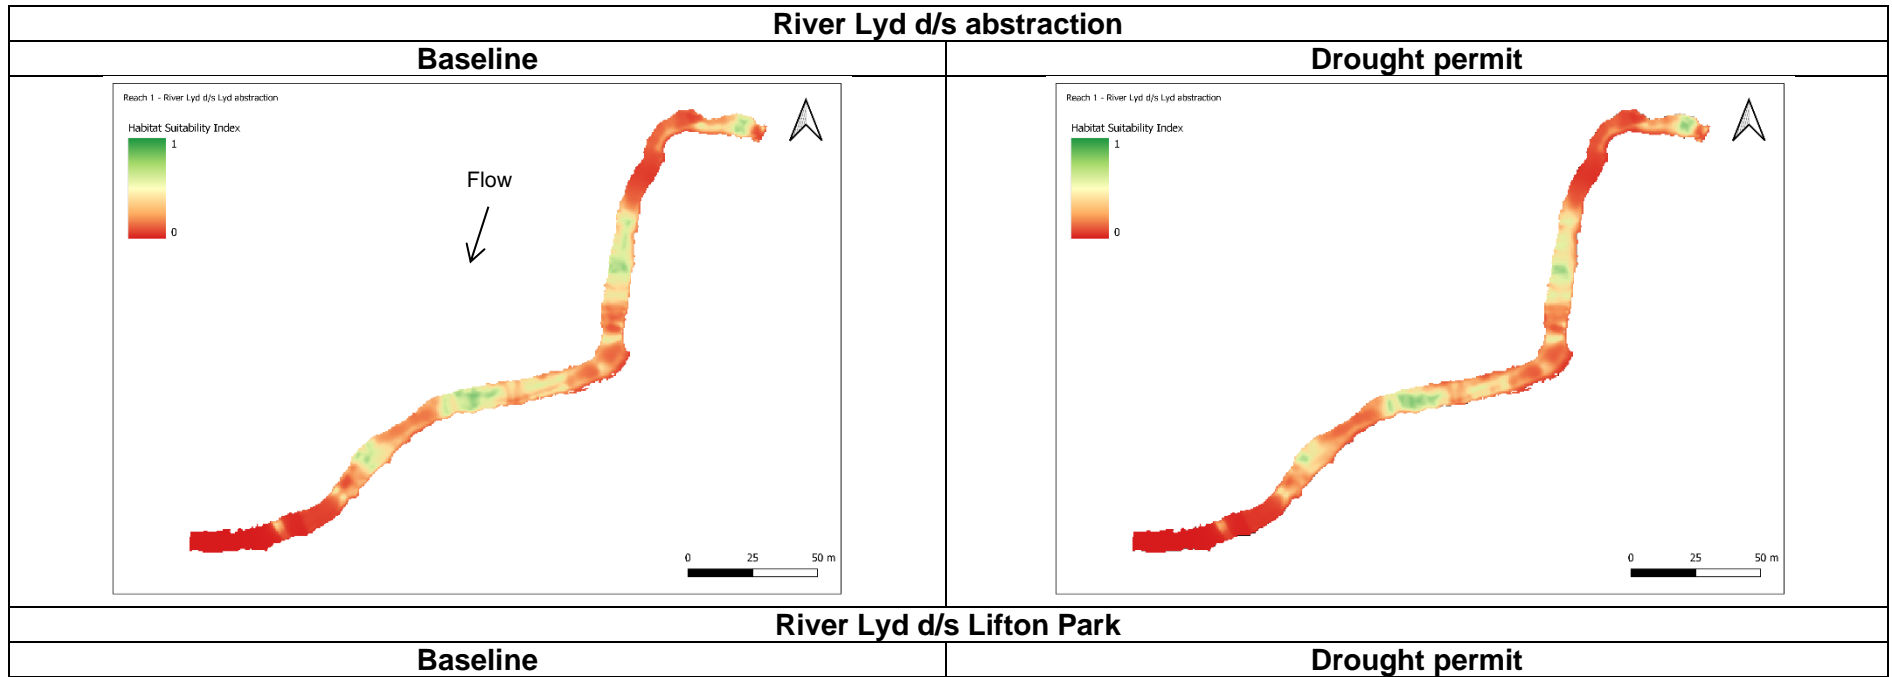 River Lyd d/s abstraction
Baseline
Drought permit
Reach 1 - River Lyd d/s Lyd abstraction
Habitat Suitability Index
1
0
Flow
0 25 50 m
Reach 1 - River Lyd d/s Lyd abstraction
Habitat Suitability Index
1
0
0 25 50 m
River Lyd d/s Lifton Park
Baseline
Drought permit